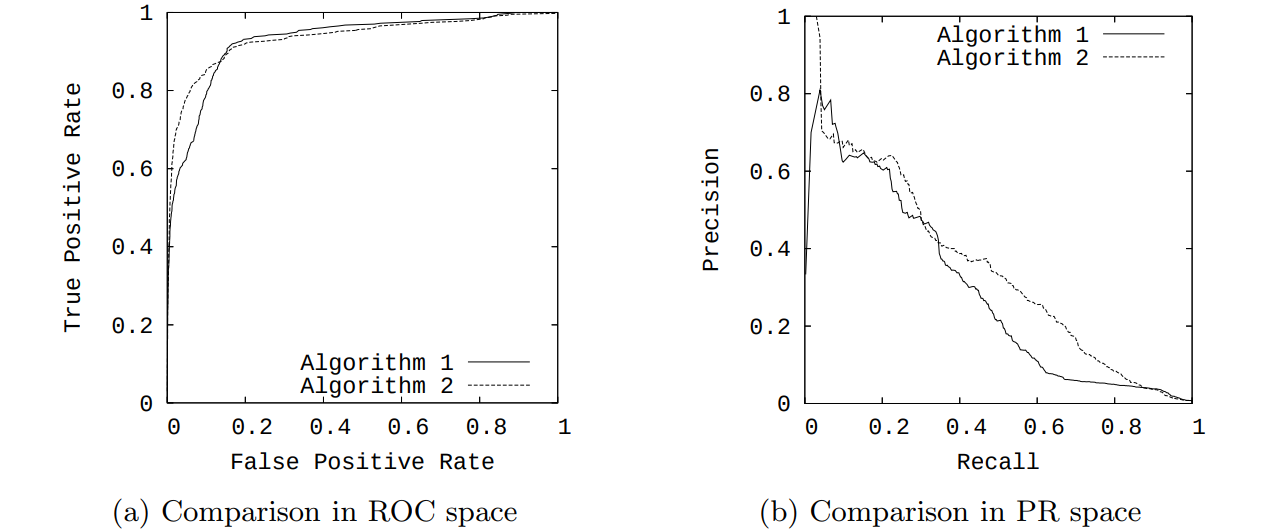 1
0.8
0.6
0.4
0.2
0
True Positive Rate
Algorithm 1
Algorithm 2
0 0.2 0.4 0.6 0.8 1
False Positive Rate
(a) Comparison in ROC space
1
0.8
0.6
0.4
0.2
0
Precision
Algorithm 1
Algorithm 2
0 0.2 0.4 0.6 0.8 1
Recall
(b) Comparison in PR space